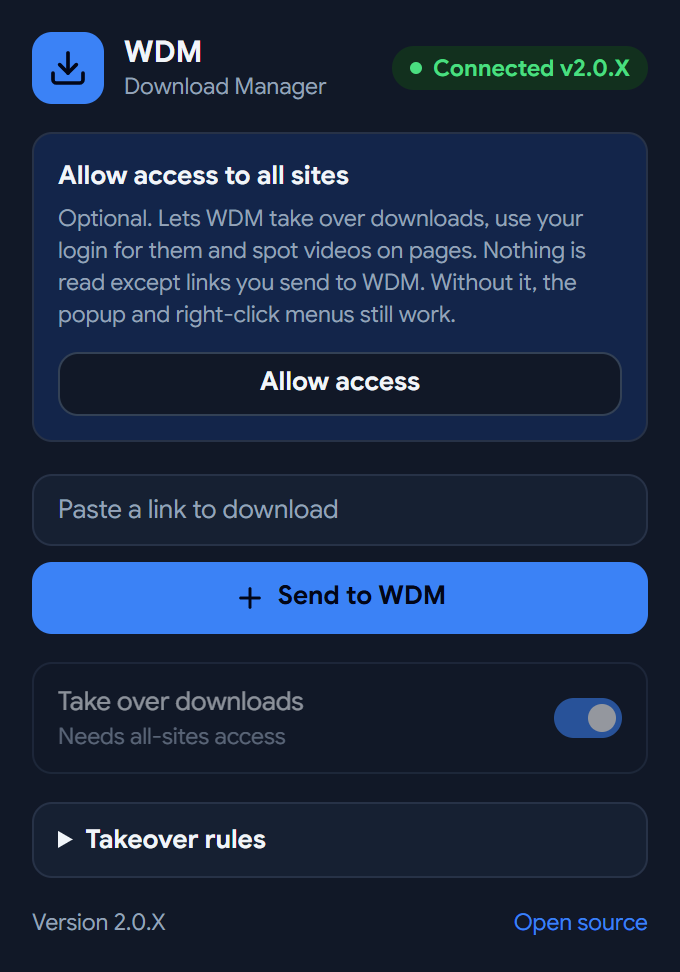 WDM
Download Manager
Connected v2.0.X
Allow access to all sites
Optional. Lets WDM take over downloads, use your
login for them and spot videos on pages. Nothing is
read except links you send to WDM. Without it, the
popup and right-click menus still work.
Allow access
Paste a link to download
Send to WDM
Take over downloads
Needs all-sites access
Takeover rules
Version 2.0.X
Open source